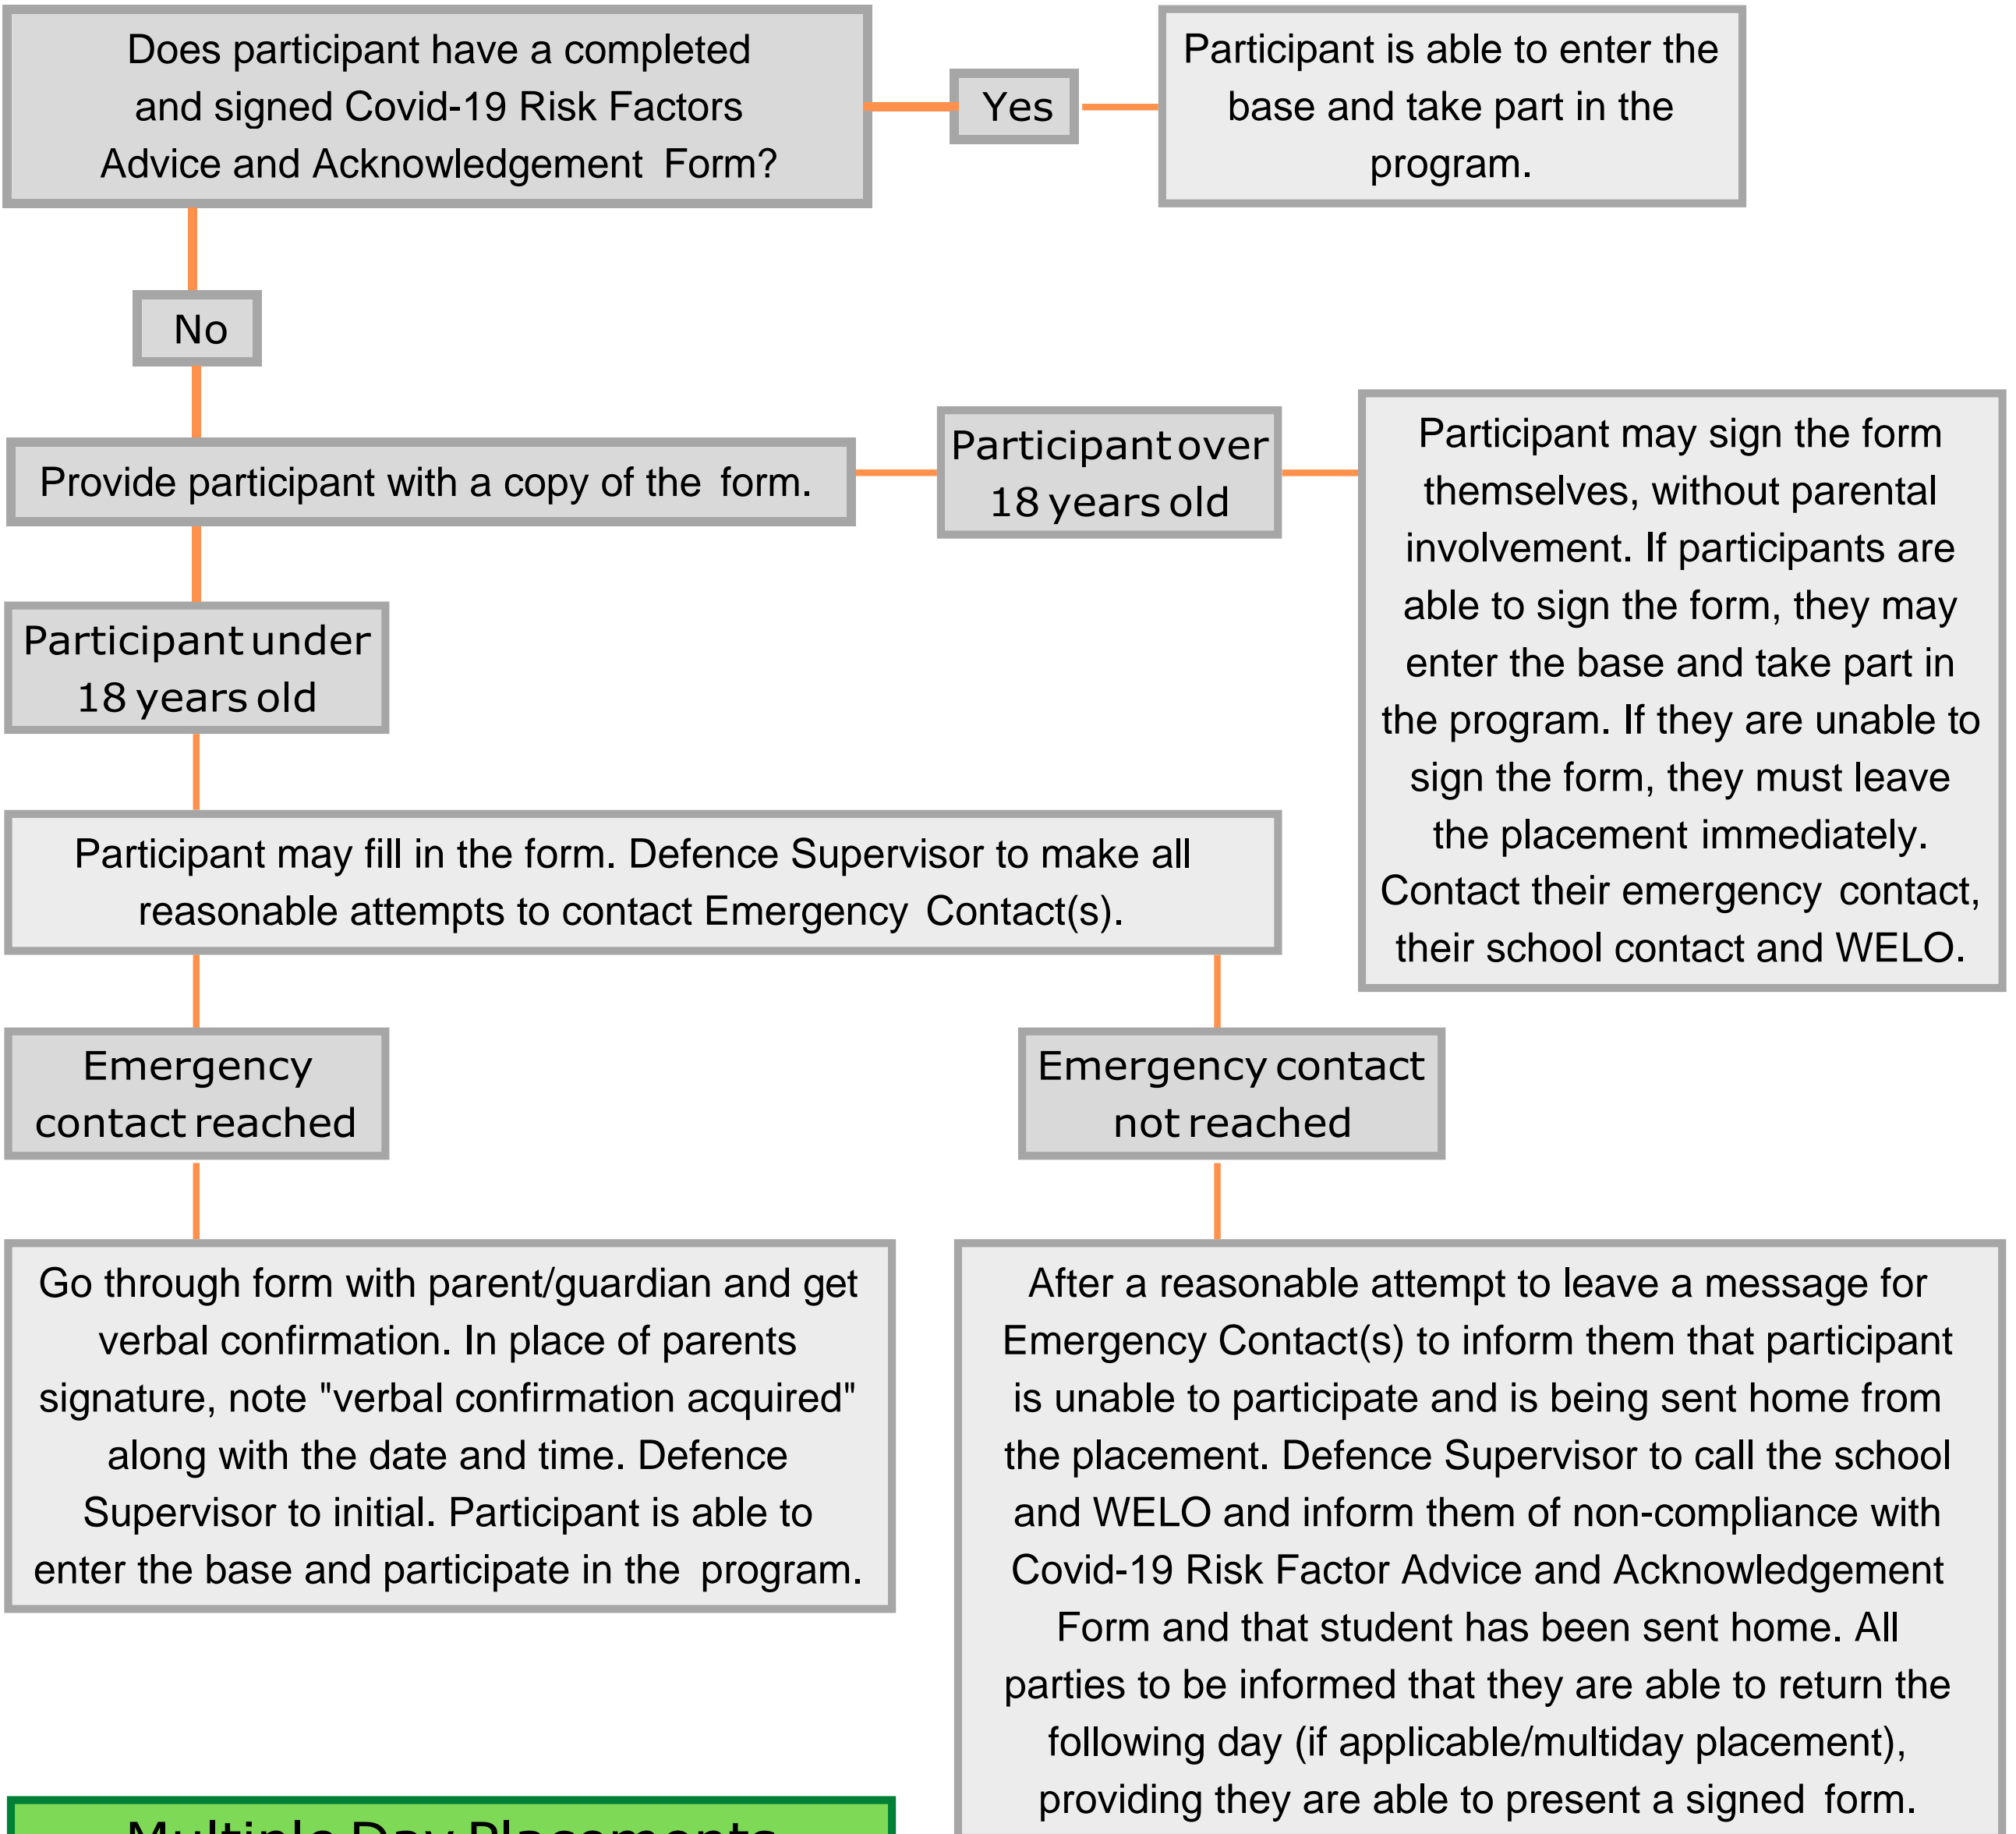 Does participant have a completed
and signed Covid-19 Risk Factors
Advice and Acknowledgement Form?
Yes
Participant is able to enter the
base and take part in the
program.
No
Provide participant with a copy of the form.
Participant over
18 years old
Participant may sign the form
themselves, without parental
involvement. If participants are
able to sign the form, they may
enter the base and take part in
the program. If they are unable to
sign the form, they must leave
the placement immediately.
Contact their emergency contact,
their school contact and WELO.
Participant under
18 years old
Participant may fill in the form. Defence Supervisor to make all
reasonable attempts to contact Emergency Contact(s).
Emergency
contact reached
Emergency contact
not reached
Go through form with parent/guardian and get
verbal confirmation. In place of parents
signature, note "verbal confirmation acquired"
along with the date and time. Defence
Supervisor to initial. Participant is able to
enter the base and participate in the program.
After a reasonable attempt to leave a message for
Emergency Contact(s) to inform them that participant
is unable to participate and is being sent home from
the placement. Defence Supervisor to call the school
and WELO and inform them of non-compliance with
Covid-19 Risk Factor Advice and Acknowledgement
Form and that student has been sent home. All
parties to be informed that they are able to return the
following day (if applicable/multiday placement),
providing they are able to present a signed form.
Multiple Day Placements